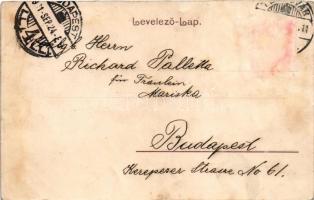 Levelező-Lap.
Herrn
Richard Palletta
für Fräulein
Mariska
Budapest
Kerepeser Strasse No 61.